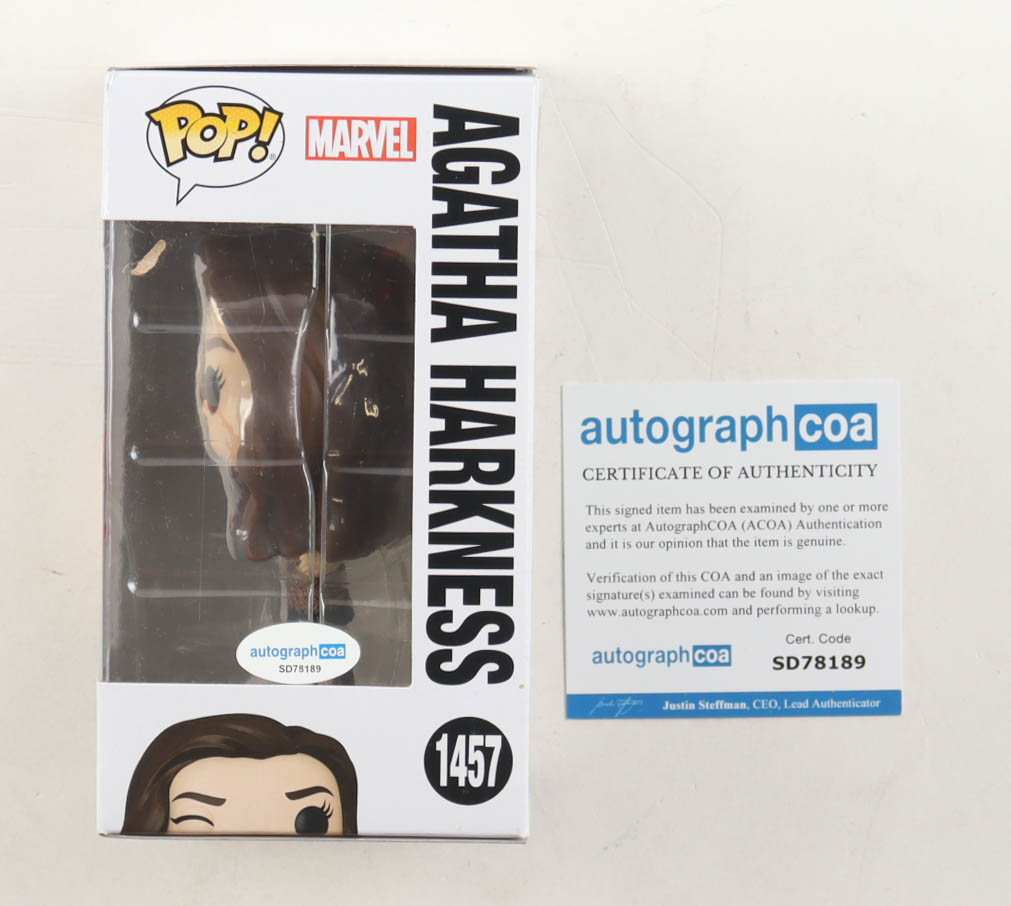 POP!
MARVEL
AGATHA HARKNESS
autographcoa
SD78189
1457
autographcoa
CERTIFICATE OF AUTHENTICITY
This signed item has been examined by one or more
experts at AutographCOA (ACOA) Authentication
and it is our opinion that the item is genuine.
Verification of this COA and an image of the exact
signature(s) examined can be found by visiting
www.autographcoa.com and performing a lookup.
autographcoa
Cert. Code
SD78189
Justin Steffman, CEO, Lead Authenticator